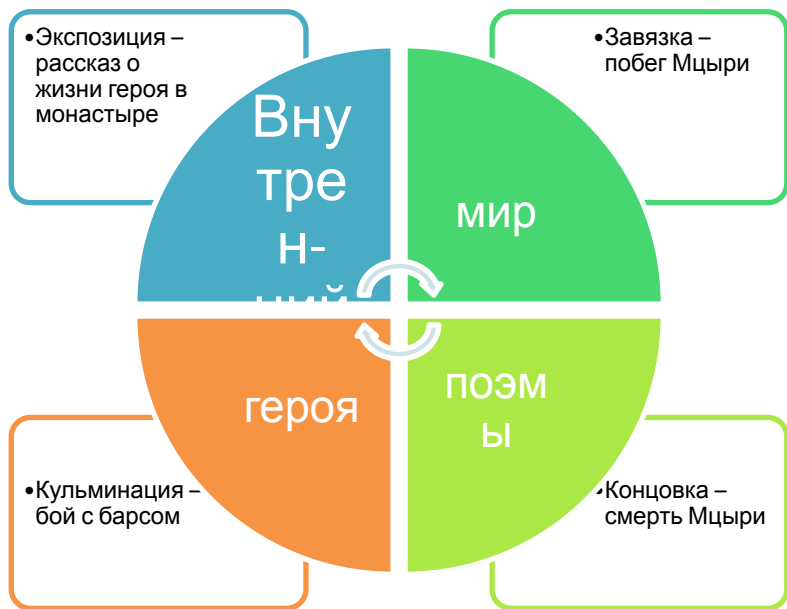 •Экспозиция –
рассказ о
жизни героя в
монастыре
•Завязка –
побег Мцыри
Вну
тре
н-
ний
мир
героя
поэм
ы
•Кульминация –
бой с барсом
•Концовка –
смерть Мцыри